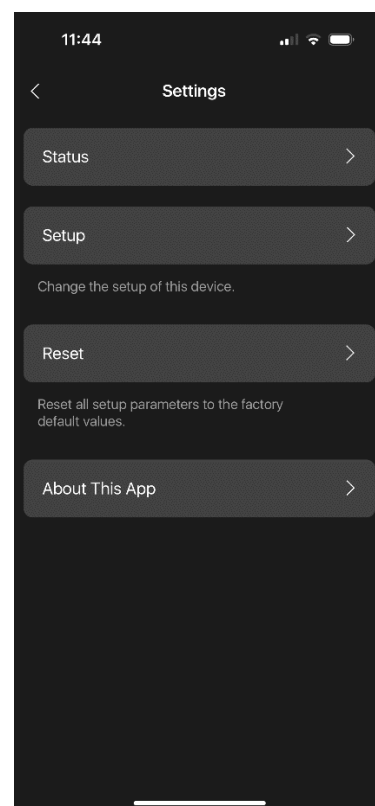 11:44
Settings
Status
Setup
Change the setup of this device.
Reset
Reset all setup parameters to the factory
default values.
About This App